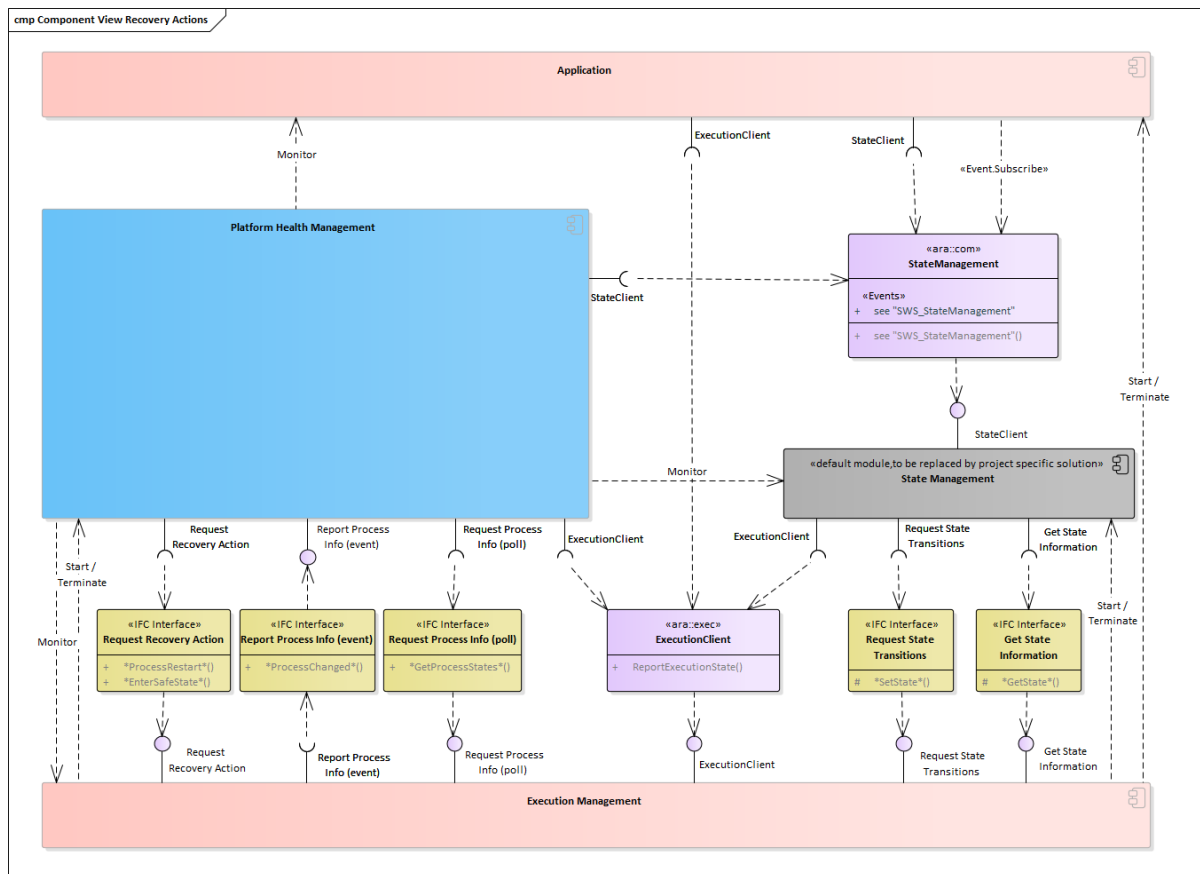 cmp Component View Recovery Actions
Application
Monitor
ExecutionClient
StateClient
«Event.Subscribe»
Platform Health Management
StateClient
«ara::com»
StateManagement
«Events»
+ see "SWS_StateManagement"
+ see "SWS_StateManagement"()
Start /
Terminate
StateClient
Monitor
«default module,to be replaced by project specific solution»
State Management
Request
Recovery Action
Report Process
Info (event)
Request Process
Info (poll)
ExecutionClient
ExecutionClient
Request State
Transitions
Get State
Information
Start /
Terminate
Monitor
«IFC Interface»
Request Recovery Action
+ *ProcessRestart*()
+ *EnterSafeState*()
«IFC Interface»
Report Process Info (event)
+ *ProcessChanged*()
«IFC Interface»
Request Process Info (poll)
+ *GetProcessStates*()
«ara::exec»
ExecutionClient
+ ReportExecutionState()
«IFC Interface»
Request State
Transitions
# *SetState*()
«IFC Interface»
Get State
Information
# *GetState*()
Start /
Terminate
Request
Recovery Action
Report Process
Info (event)
Request Process
Info (poll)
ExecutionClient
Request State
Transitions
Get State
Information
Execution Management